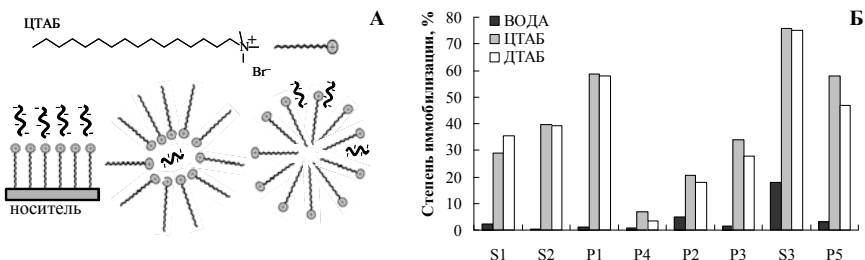 ЦТАБ
А
N
+
Br–
носитель
Б
Степень иммобилизации, %
80
70
60
50
40
30
20
10
0
ВОДА
ЦТАБ
ДТАБ
S1 S2 P1 P4 P2 P3 S3 P5